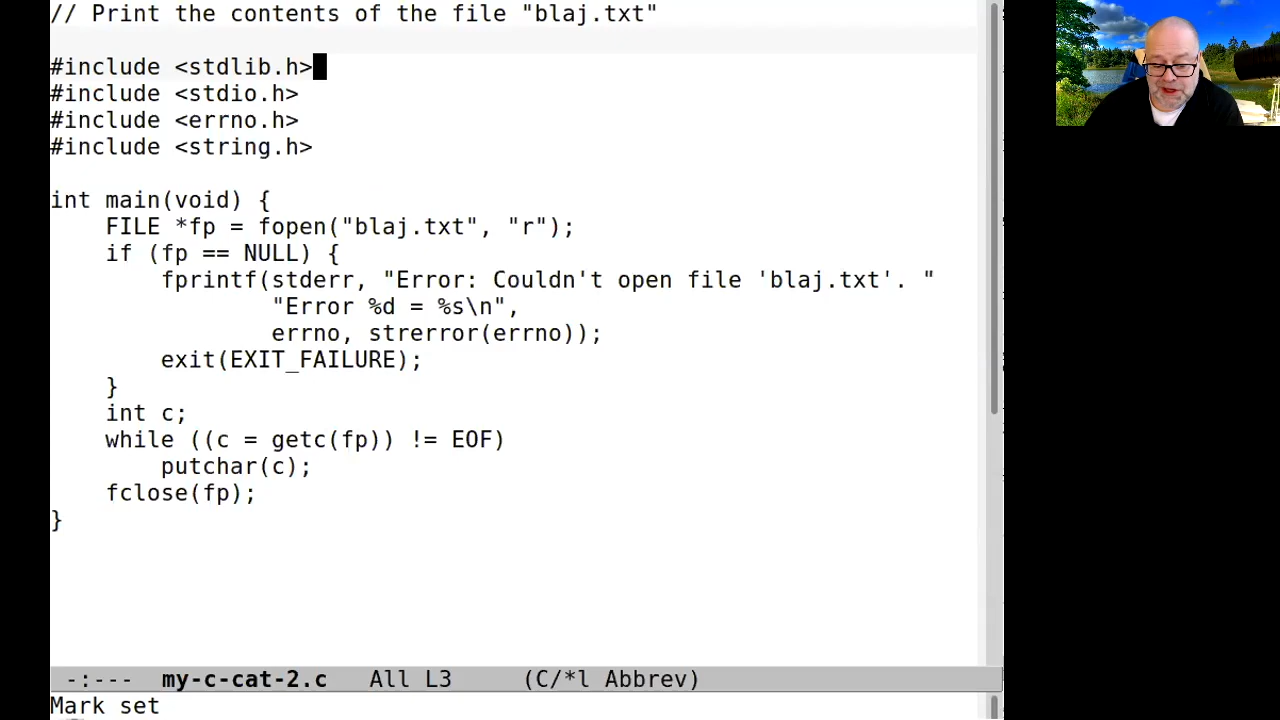 // Print the contents of the file "blaj.txt"
#include <stdlib.h>
#include <stdio.h>
#include <errno.h>
#include <string.h>
int main(void) {
    FILE *fp = fopen("blaj.txt", "r");
    if (fp == NULL) {
        fprintf(stderr, "Error: Couldn't open file 'blaj.txt'. "
                "Error %d = %s\n",
                errno, strerror(errno));
        exit(EXIT_FAILURE);
    }
    int c;
    while ((c = getc(fp)) != EOF)
        putchar(c);
    fclose(fp);
}
-:---  my-c-cat-2.c   All L3     (C/*l Abbrev)
Mark set